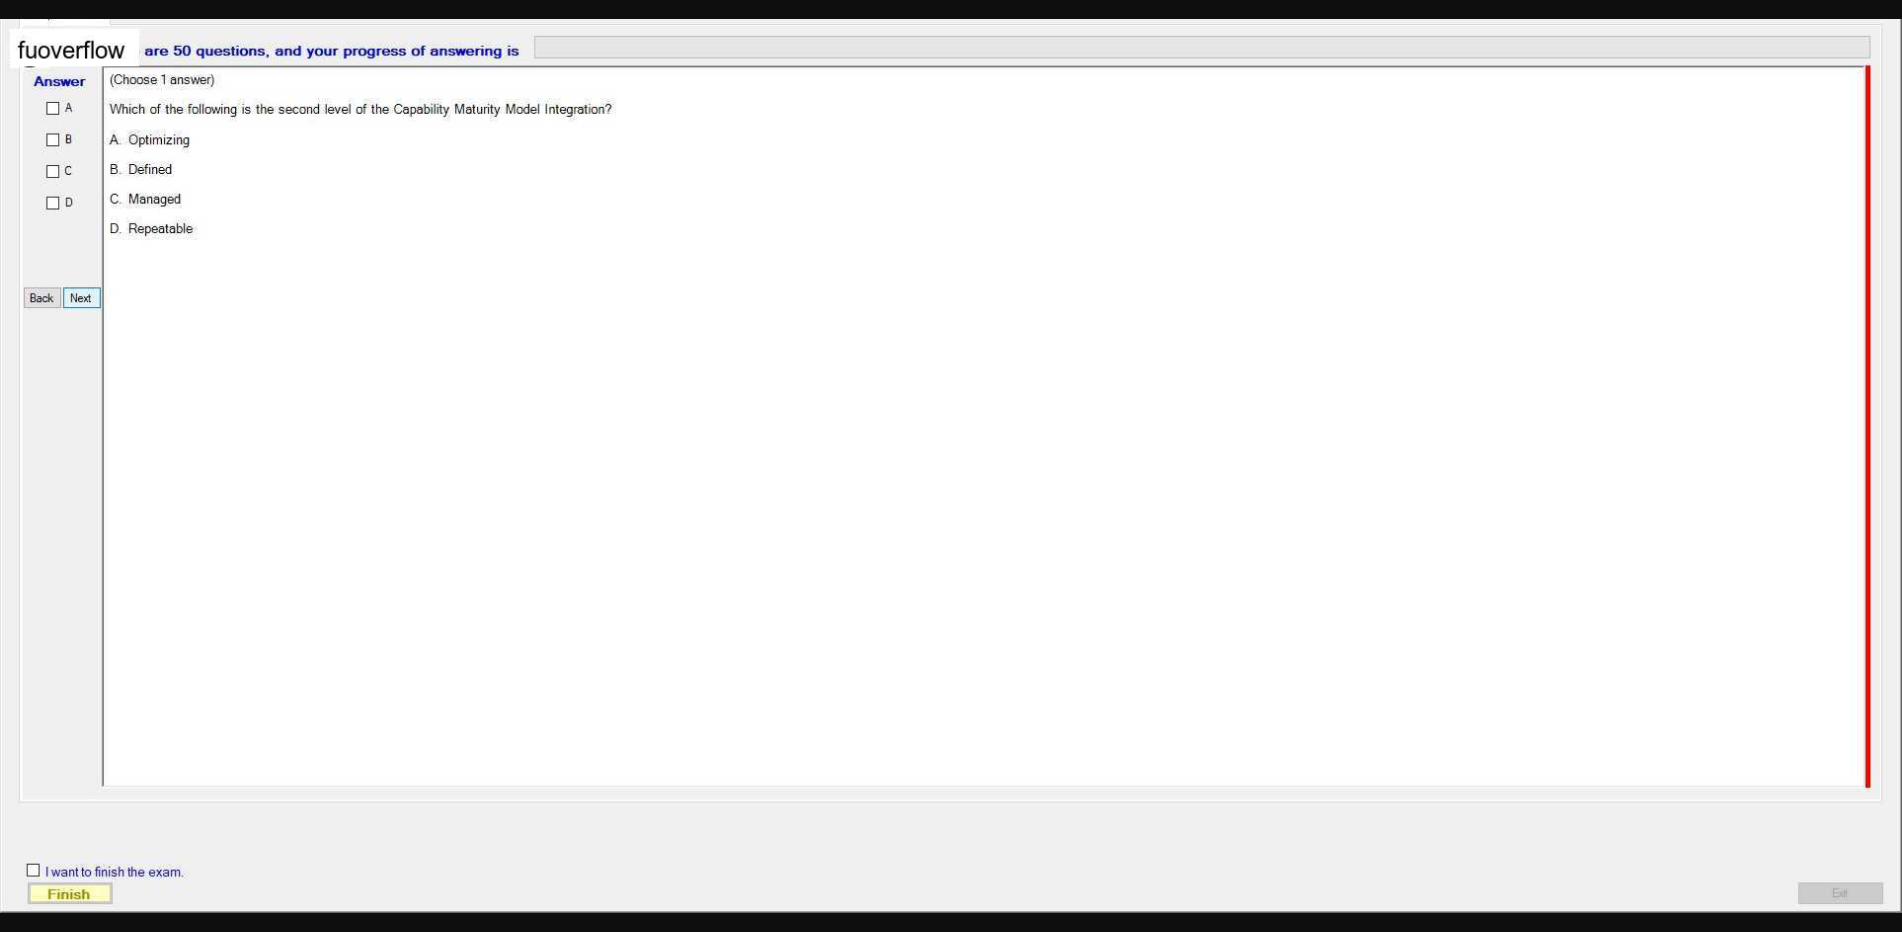 fuoverflow are 50 questions, and your progress of answering is
Answer
(Choose 1 answer)
A
Which of the following is the second level of the Capability Maturity Model Integration?
B
A. Optimizing
C
B. Defined
D
C. Managed
D. Repeatable
Back Next
I want to finish the exam.
Finish
Exit